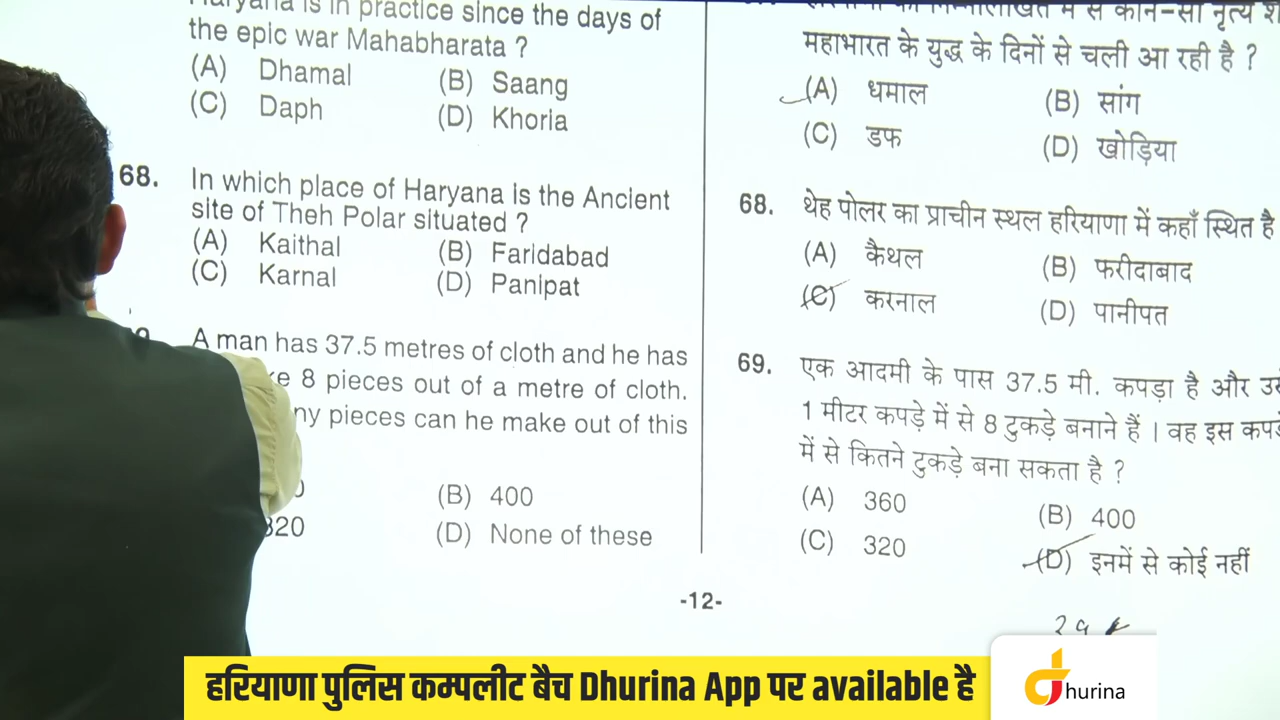 Haryana is in practice since the days of
the epic war Mahabharata ?
(A) Dhamal (B) Saang
(C) Daph (D) Khoria
68. In which place of Haryana is the Ancient
site of Theh Polar situated ?
(A) Kaithal (B) Faridabad
(C) Karnal (D) Panipat
A man has 37.5 metres of cloth and he has
8 pieces out of a metre of cloth.
pieces can he make out of this
(B) 400
320 (D) None of these
में से कौन-सा नृत्य
महाभारत के युद्ध के दिनों से चली आ रही है ?
(A) धमाल (B) सांग
(C) डफ (D) खोड़िया
68. थेह पोलर का प्राचीन स्थल हरियाणा में कहाँ स्थित है
(A) कैथल (B) फरीदाबाद
(C) करनाल (D) पानीपत
69. एक आदमी के पास 37.5 मी. कपड़ा है और
1 मीटर कपड़े में से 8 टुकड़े बनाने हैं । वह इस
में से कितने टुकड़े बना सकता है ?
(A) 360 (B) 400
(C) 320 (D) इनमें से कोई नहीं
-12-
हरियाणा पुलिस कम्पलीट बैच Dhurina App पर available है
dhurina